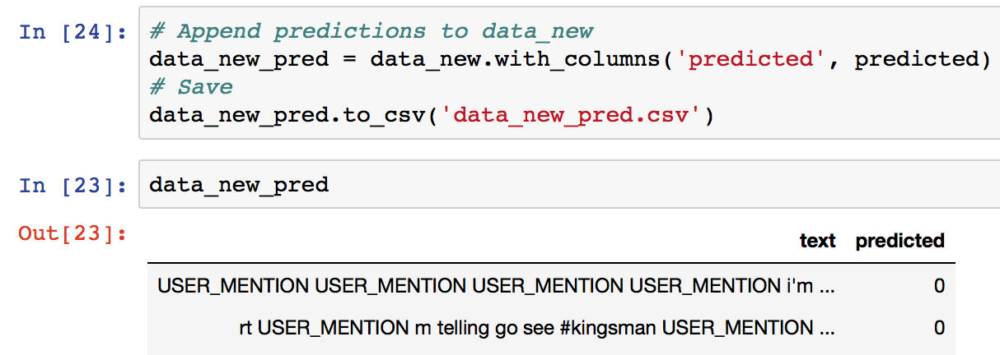 In [24]: # Append predictions to data_new
data_new_pred = data_new.with_columns('predicted', predicted)
# Save
data_new_pred.to_csv('data_new_pred.csv')
In [23]: data_new_pred
Out[23]:
text predicted
USER_MENTION USER_MENTION USER_MENTION USER_MENTION i'm ... 0
rt USER_MENTION m telling go see #kingsman USER_MENTION ... 0